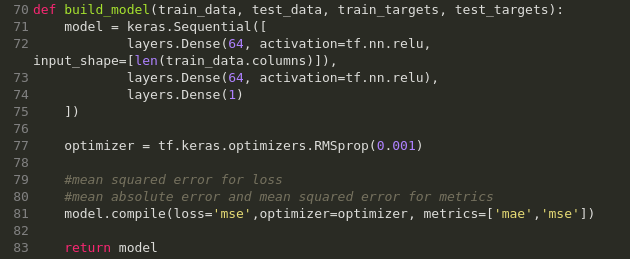 70 def build_model(train_data, test_data, train_targets, test_targets):
71     model = keras.Sequential([
72             layers.Dense(64, activation=tf.nn.relu,
input_shape=[len(train_data.columns)]),
73             layers.Dense(64, activation=tf.nn.relu),
74             layers.Dense(1)
75     ])
76
77     optimizer = tf.keras.optimizers.RMSprop(0.001)
78
79     #mean squared error for loss
80     #mean absolute error and mean squared error for metrics
81     model.compile(loss='mse',optimizer=optimizer, metrics=['mae','mse'])
82
83     return model